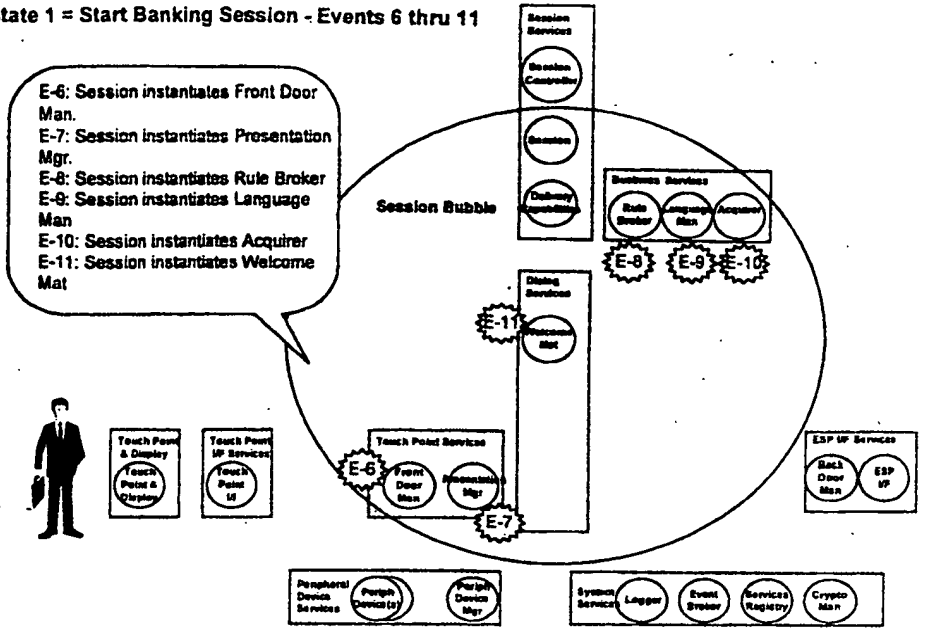 tate 1 = Start Banking Session - Events 6 thru 11
E-6: Session instantiates Front Door
Man.
E-7: Session instantiates Presentation
Mgr.
E-8: Session instantiates Rule Broker
E-9: Session instantiates Language
Man
E-10: Session instantiates Acquirer
E-11: Session instantiates Welcome
Mat
Session
Services
Session
Controller
Session
Delivery
Capabilities
Session Bubble
Business Services
Rule
Broker
Language
Man
Acquirer
E-8
E-9
E-10
Dialog
Services
E-11
Welcome
Mat
Touch Point
& Display
Touch
Point &
Display
Touch Point
I/F Services
Touch
Point
I/f
Touch Point Services
E-6
Front
Door
Man
Presentation
Mgr
E-7
ESP I/F Services
Back
Door
Man
ESP
I/F
Peripheral
Device
Services
Periph
Device(s)
Periph
Device
Mgr
System
Services
Logger
Event
Broker
Services
Registry
Crypto
Man